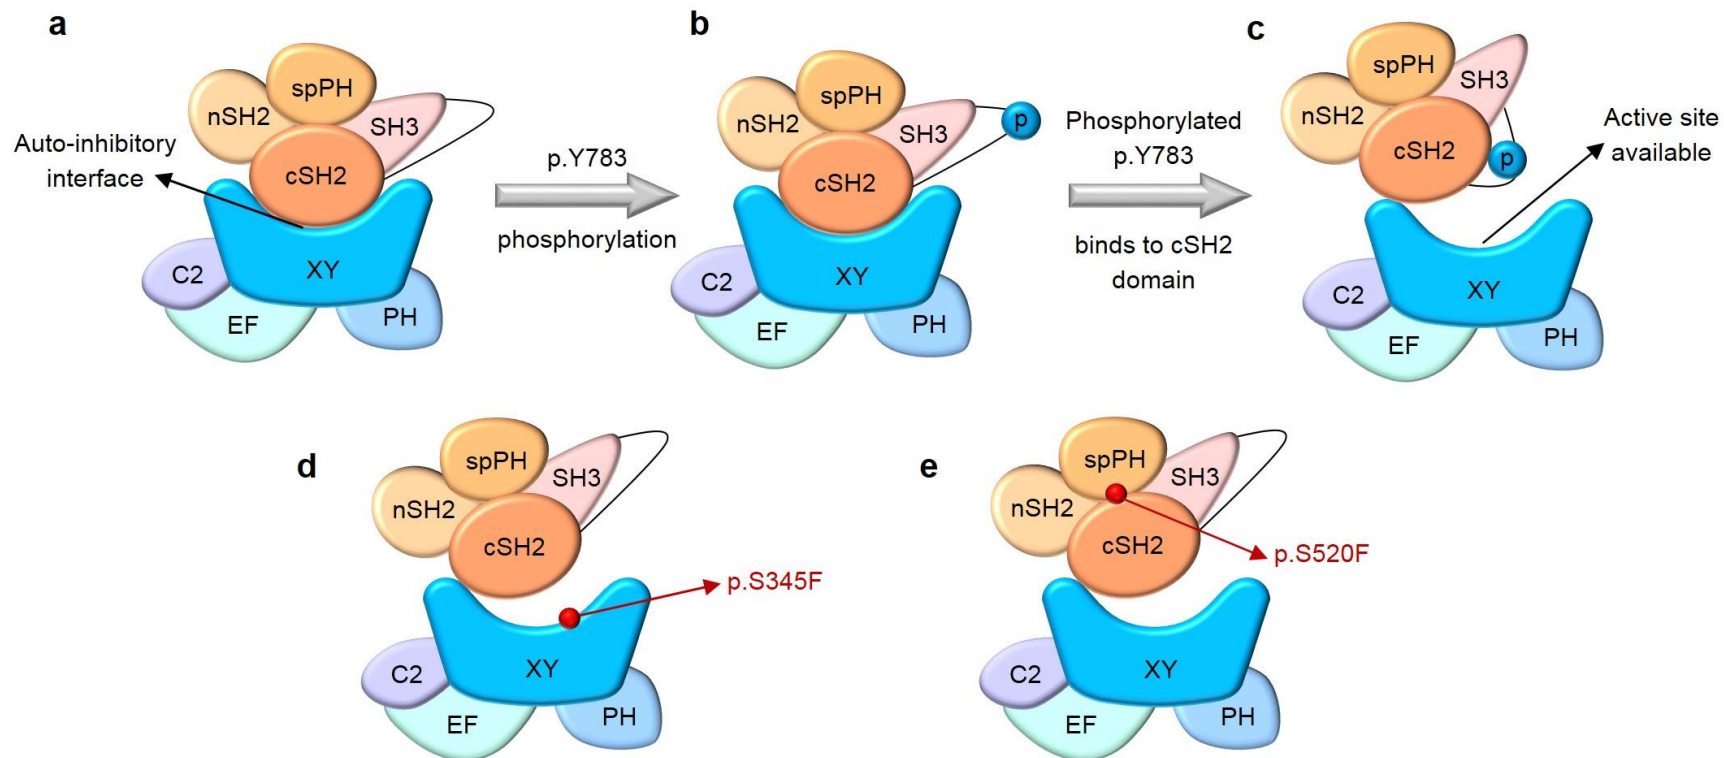 a
spPH
nSH2
SH3
cSH2
Auto-inhibitory
interface
C2
XY
EF
PH
p.Y783
phosphorylation
b
spPH
nSH2
SH3
p
cSH2
C2
XY
EF
PH
Phosphorylated
p.Y783
binds to cSH2
domain
c
spPH
SH3
nSH2
cSH2
p
Active site
available
C2
XY
EF
PH
d
spPH
SH3
nSH2
cSH2
p.S345F
C2
XY
EF
PH
e
spPH
SH3
nSH2
cSH2
p.S520F
C2
XY
EF
PH